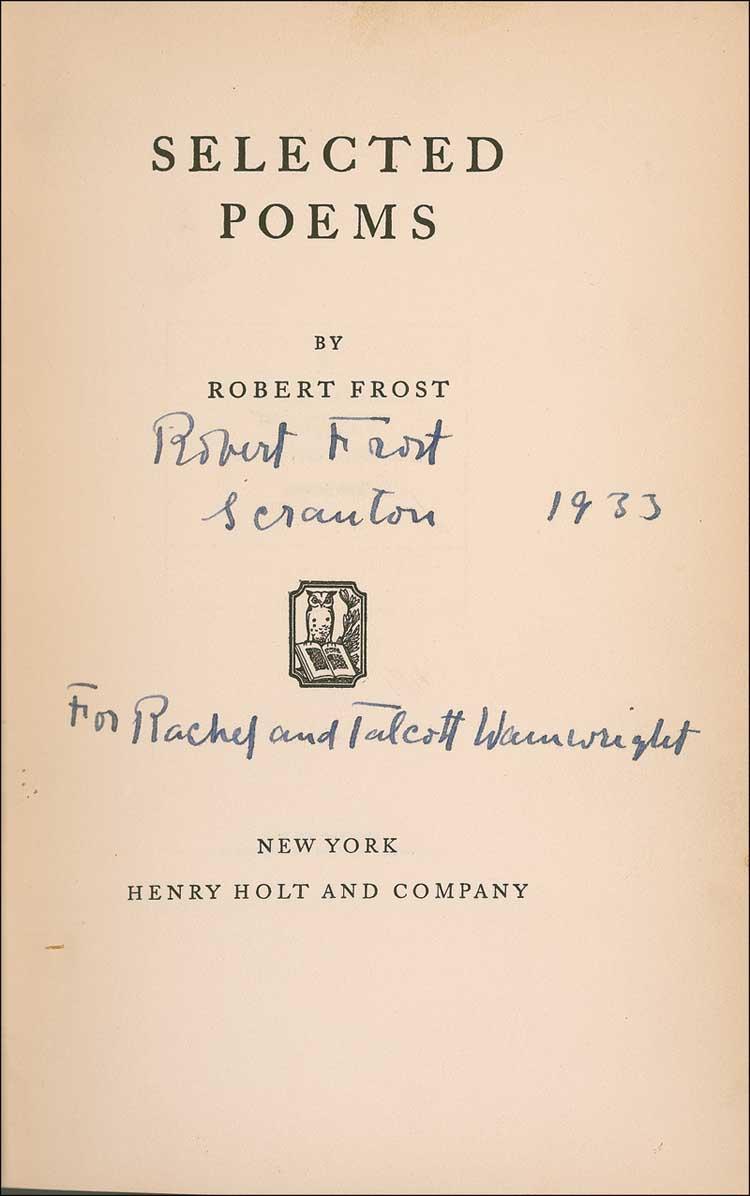 SELECTED
POEMS
BY
ROBERT FROST
Robert Frost
Scranton 1933
For Rachel and Talcott Wainwright
NEW YORK
HENRY HOLT AND COMPANY